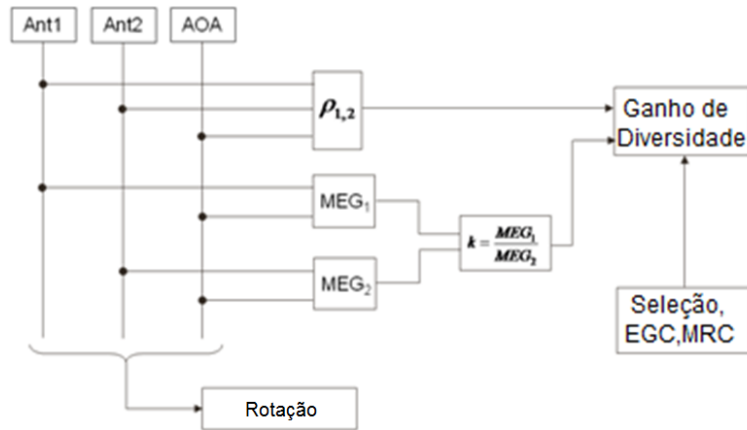 Ant1
Ant2
AOA
ρ1,2
Ganho de
Diversidade
MEG1
k = MEG1/MEG2
MEG2
Seleção,
EGC,MRC
Rotação